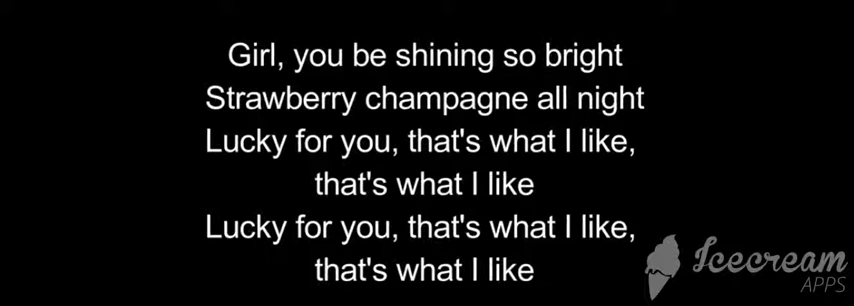 Girl, you be shining so bright
Strawberry champagne all night
Lucky for you, that's what I like,
that's what I like
Lucky for you, that's what I like,
that's what I like
Icecream
APPS